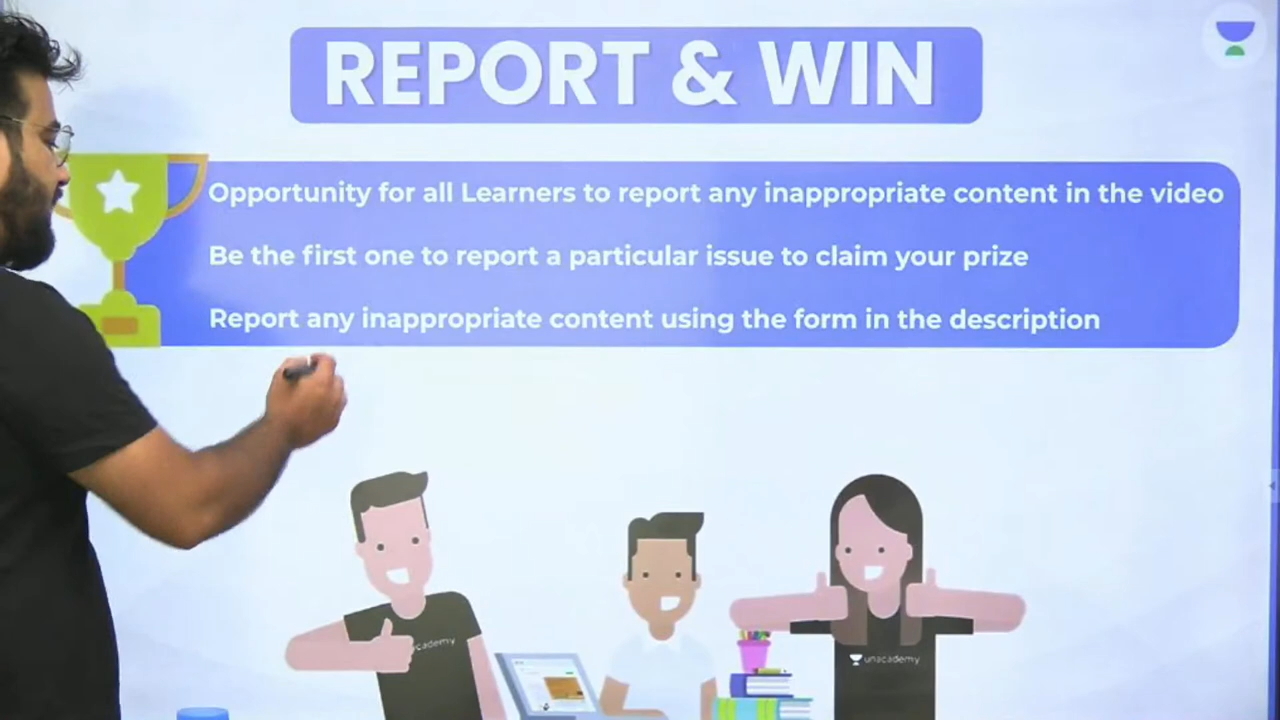 REPORT & WIN
Opportunity for all Learners to report any inappropriate content in the video
Be the first one to report a particular issue to claim your prize
Report any inappropriate content using the form in the description
unacademy